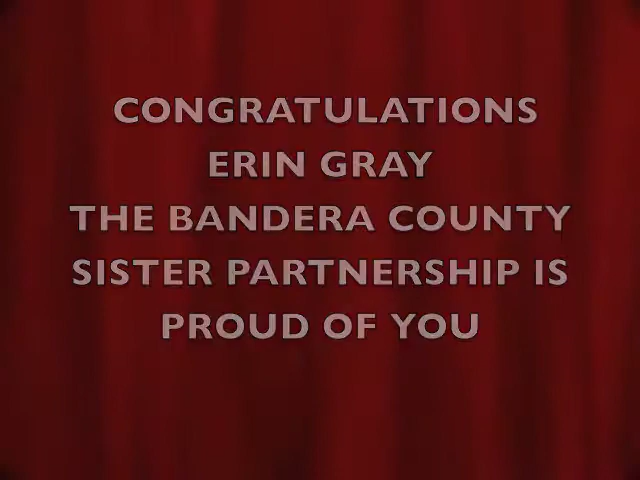 CONGRATULATIONS
ERIN GRAY
THE BANDERA COUNTY
SISTER PARTNERSHIP IS
PROUD OF YOU